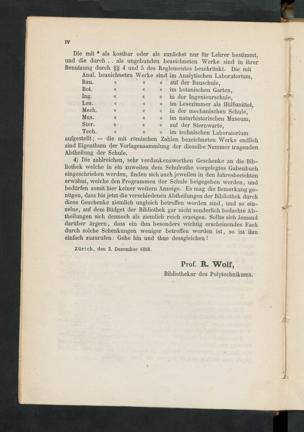 IV
Die mit * als kostbar oder als zunächst nur für Lehrer bestimmt,
und die durch . . als ungebunden bezeichneten Werke sind in ihrer
Benutzung durch §§ 4 und 5 des Reglementes beschränkt. Die mit
Anal. bezeichneten Werke sind im Analytischen Laboratorium,
Bau. « « « auf der Bauschule,
Bot. « « « im botanischen Garten,
Ing. « « « in der Ingenieurschule,
Les. « « « im Lesezimmer als Hülfsmittel,
Mech. « « « in der mechanischen Schule,
Mus. « « « im naturhistorischen Museum,
Ster. « « « auf der Sternwarte,
Tech. « « « im technischen Laboratorium
aufgestellt; — die mit römischen Zahlen bezeichneten Werke endlich
sind Eigenthum der Vorlagensammlung der dieselbe Nummer tragenden
Abtheilung der Schule.
4) Die zahlreichen, sehr verdankenswerthen Geschenke an die Bib-
liothek welche in ein zuweilen dem Schulrathe vorgelegtes Gabenbuch
eingeschrieben werden, finden sich auch jeweilen in den Jahresberichten
erwähnt, welche den Programmen der Schule beigegeben werden, und
bedürfen somit hier keiner weitern Anzeige. Es mag die Bemerkung ge-
nügen, dass bis jetzt die verschiedenen Abtheilungen der Bibliothek durch
diese Geschenke ziemlich ungleich betroffen worden sind, und so ein-
zelne, auf dem Büdget der Bibliothek gar nicht sonderlich bedachte Ab-
theilungen sich dennoch als ziemlich reich erzeigen. Sollte sich Jemand
darüber ärgern, dass ein ihm besonders wichtig erscheinendes Fach
durch solche Schenkungen weniger betroffen worden ist, so ist ihm
einfach zuzurufen: Gehe hin und thue dessgleichen!
Zürich, den 2. Dezember
Prof. R. Wolf,
Bibliothekar des Polytechnikums.